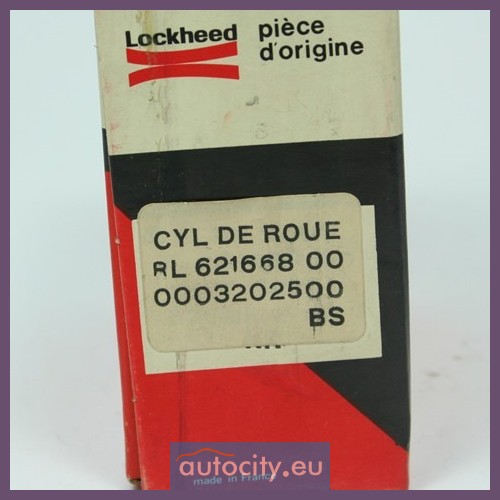 Lockheed
pièce
d'origine
CYL DE ROUE
RL 621668 00
0003202500
BS
autocity.eu
made in France